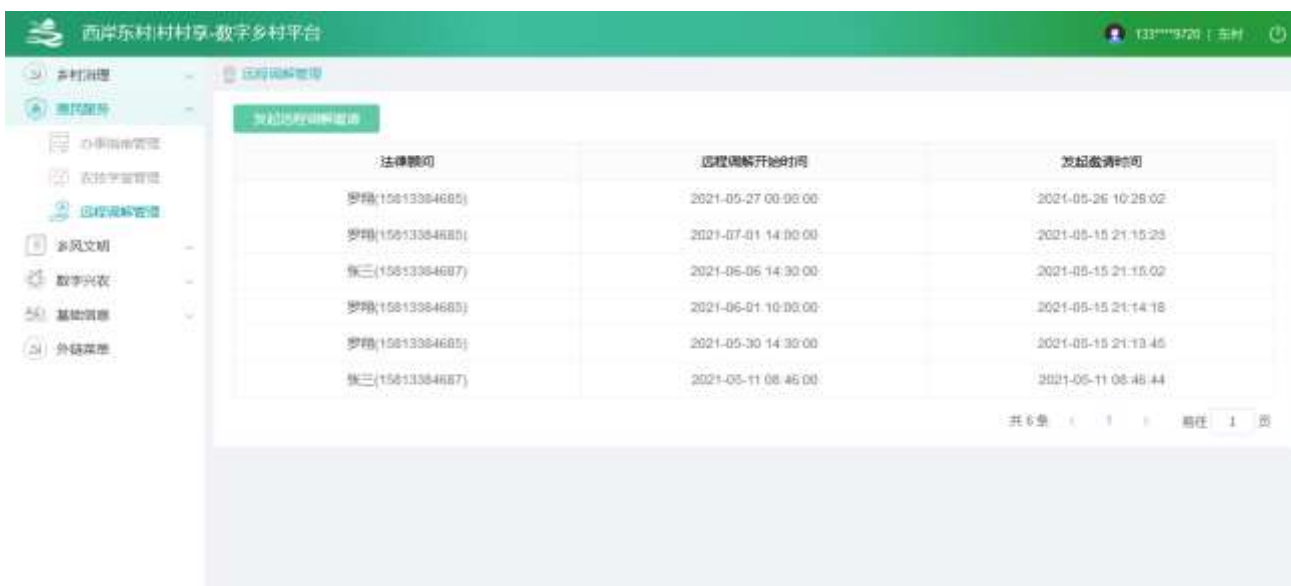 西岸东村|村村享-数字乡村平台
133****9720 | 东村
乡村治理
惠民服务
办事指南管理
农技学堂管理
远程调解管理
乡风文明
数字兴农
基础信息
外链菜单
远程调解管理
发起远程调解邀请
法律顾问 远程调解开始时间 发起邀请时间
罗翔(15813384685) 2021-05-27 00:00:00 2021-05-26 10:28:02
罗翔(15813384685) 2021-07-01 14:00:00 2021-05-15 21:15:23
张三(15813384687) 2021-06-06 14:30:00 2021-05-15 21:15:02
罗翔(15813384685) 2021-06-01 10:00:00 2021-05-15 21:14:18
罗翔(15813384685) 2021-05-30 14:30:00 2021-05-15 21:13:45
张三(15813384687) 2021-05-11 08:46:00 2021-05-11 08:46:44
共 6 条 1 前往 1 页